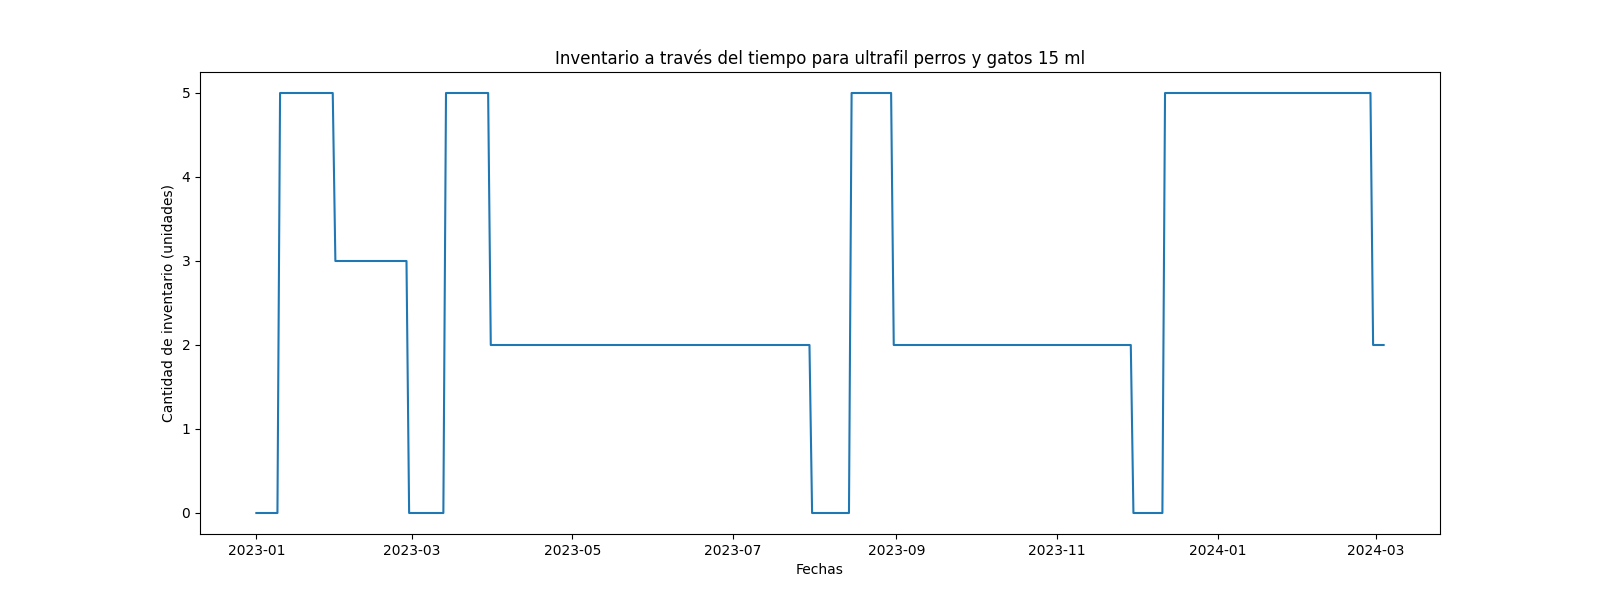 Inventario a través del tiempo para ultrafil perros y gatos 15 ml
Cantidad de inventario (unidades)
5
4
3
2
1
0
2023-01 2023-03 2023-05 2023-07 2023-09 2023-11 2024-01 2024-03
Fechas